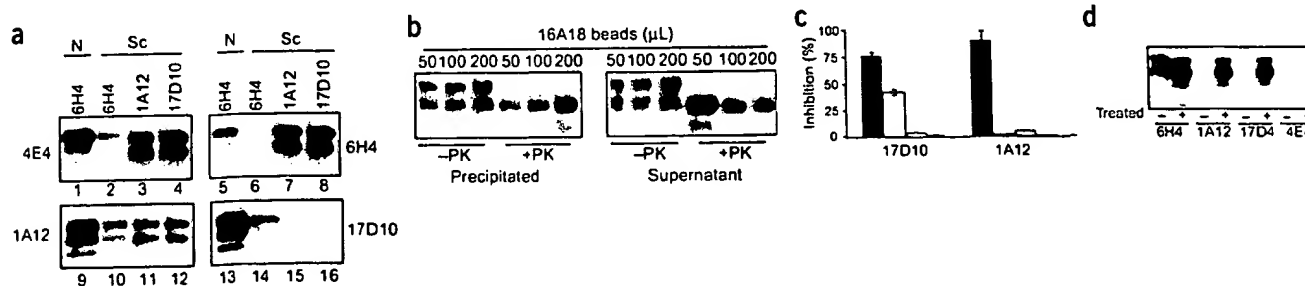 a
N Sc
6H4 6H4 1A12 17D10
4E4
1 2 3 4
6H4 6H4 1A12 17D10
N Sc
6H4
5 6 7 8
1A12
9 10 11 12
17D10
13 14 15 16
b
16A18 beads (µL)
50 100 200 50 100 200
50 100 200 50 100 200
–PK +PK
–PK +PK
Precipitated
Supernatant
c
Inhibition (%)
100
75
50
25
0
17D10 1A12
d
Treated – + – + – + –
6H4 1A12 17D4 4E